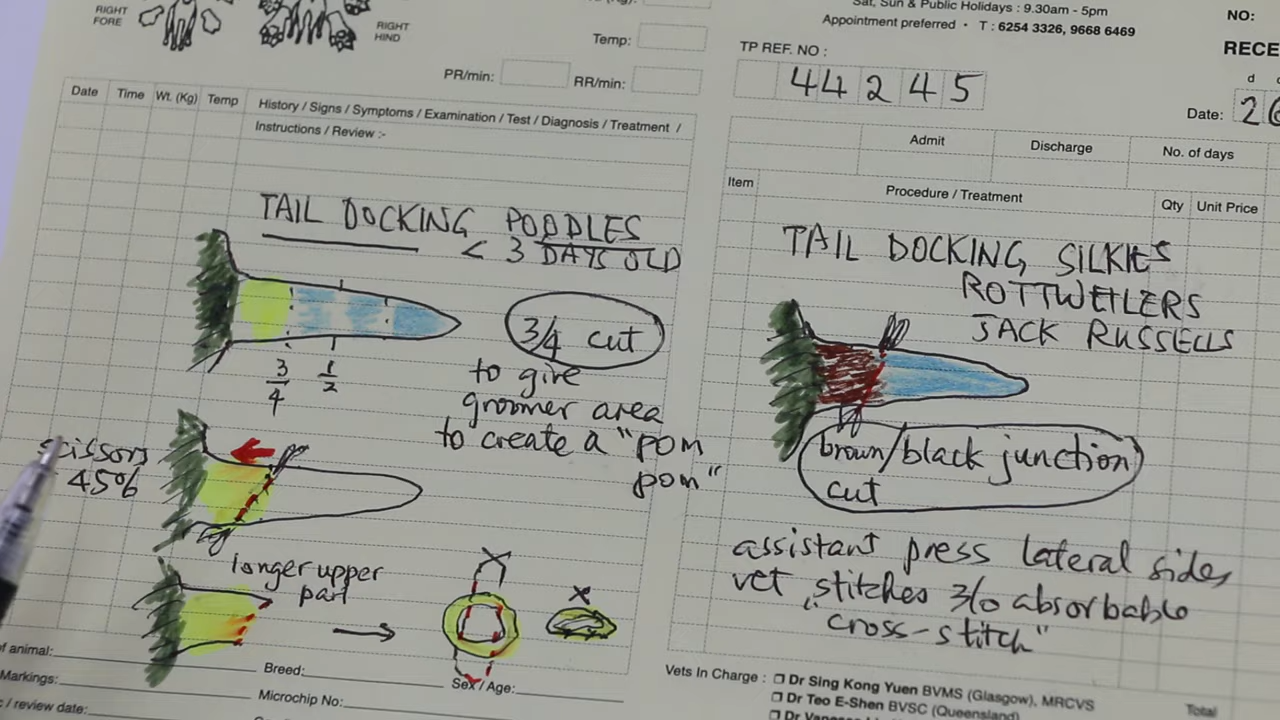 RIGHT
FORE
RIGHT
HIND
Temp:
PR/min:
RR/min:
Date
Time
Wt. (Kg)
Temp
History / Signs / Symptoms / Examination / Test / Diagnosis / Treatment /
Instructions / Review :-
TAIL DOCKING POODLES
< 3 DAYS OLD
3/4 cut
3/4
1/2
to give
groomer area
to create a "pom
pom"
scissors
45%
longer upper
part
of animal:
Breed:
Sex / Age:
Markings:
Microchip No:
/ review date:
Sat, Sun & Public Holidays : 9.30am - 5pm
Appointment preferred • T : 6254 3326, 9668 6469
NO:
RECE
TP REF. NO :
44245
d
Date: 26
Admit
Discharge
No. of days
Item
Procedure / Treatment
Qty
Unit Price
TAIL DOCKING SILKIES
ROTTWEILERS
JACK RUSSELLS
brown/black junction
cut
assistant press lateral sides,
vet stitches 3/0 absorbable
"cross-stitch"
Vets In Charge :
Dr Sing Kong Yuen BVMS (Glasgow), MRCVS
Dr Teo E-Shen BVSC (Queensland)
Total